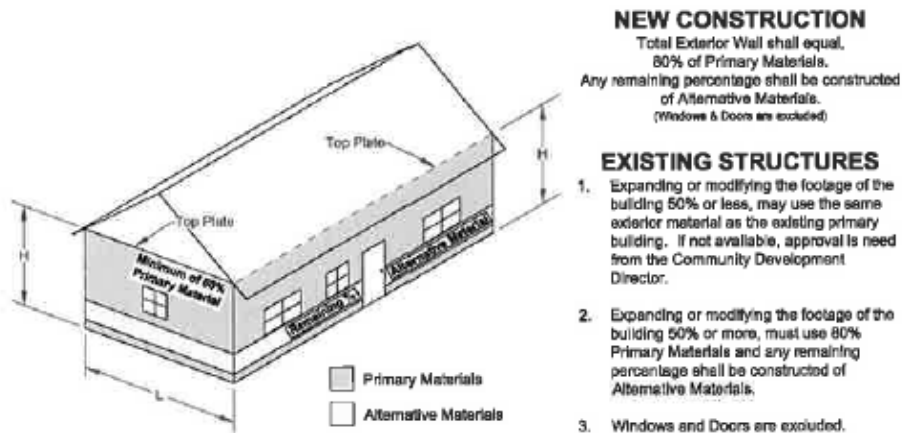 NEW CONSTRUCTION
Total Exterior Wall shall equal,
80% of Primary Materials.
Any remaining percentage shall be constructed
of Alternative Materials.
(Windows & Doors are excluded)
EXISTING STRUCTURES
1. Expanding or modifying the footage of the
building 50% or less, may use the same
exterior material as the existing primary
building. If not available, approval is need
from the Community Development
Director.
2. Expanding or modifying the footage of the
building 50% or more, must use 80%
Primary Materials and any remaining
percentage shall be constructed of
Alternative Materials.
3. Windows and Doors are excluded.
Top Plate
H
Top Plate
H
Minimum of 80%
Primary Material
Remaining %
Alternative Material
L
Primary Materials
Alternative Materials